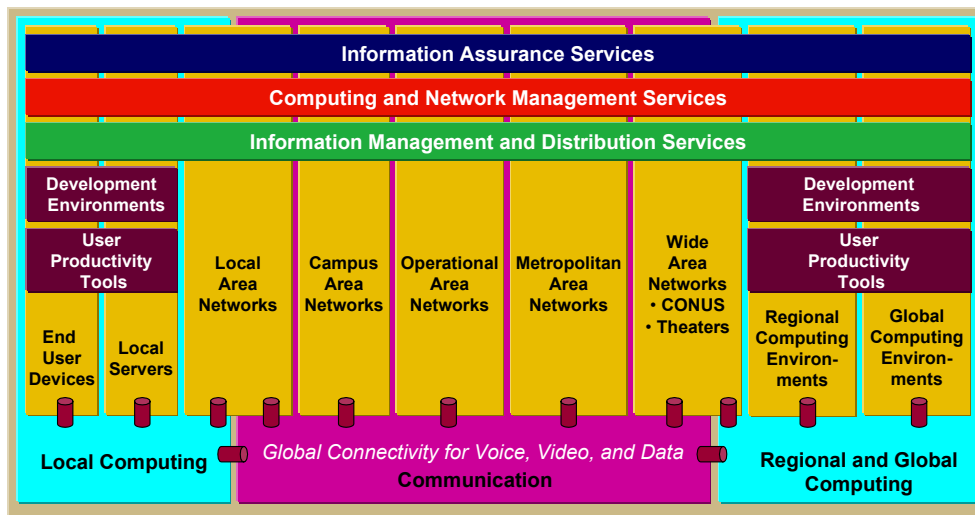 Information Assurance Services
Computing and Network Management Services
Information Management and Distribution Services
Development
Environments
User
Productivity
Tools
End
User
Devices
Local
Servers
Local
Area
Networks
Campus
Area
Networks
Operational
Area
Networks
Metropolitan
Area
Networks
Wide
Area
Networks
• CONUS
• Theaters
Development
Environments
User
Productivity
Tools
Regional
Computing
Environ-
ments
Global
Computing
Environ-
ments
Local Computing
Global Connectivity for Voice, Video, and Data
Communication
Regional and Global
Computing